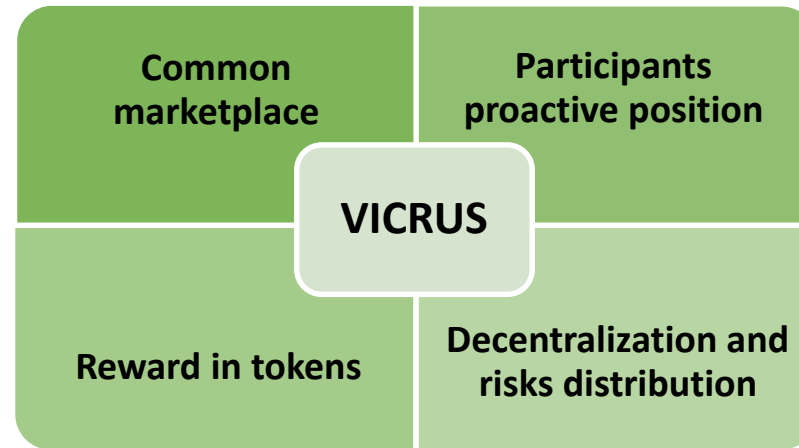 Common
marketplace
Participants
proactive position
VICRUS
Reward in tokens
Decentralization and
risks distribution